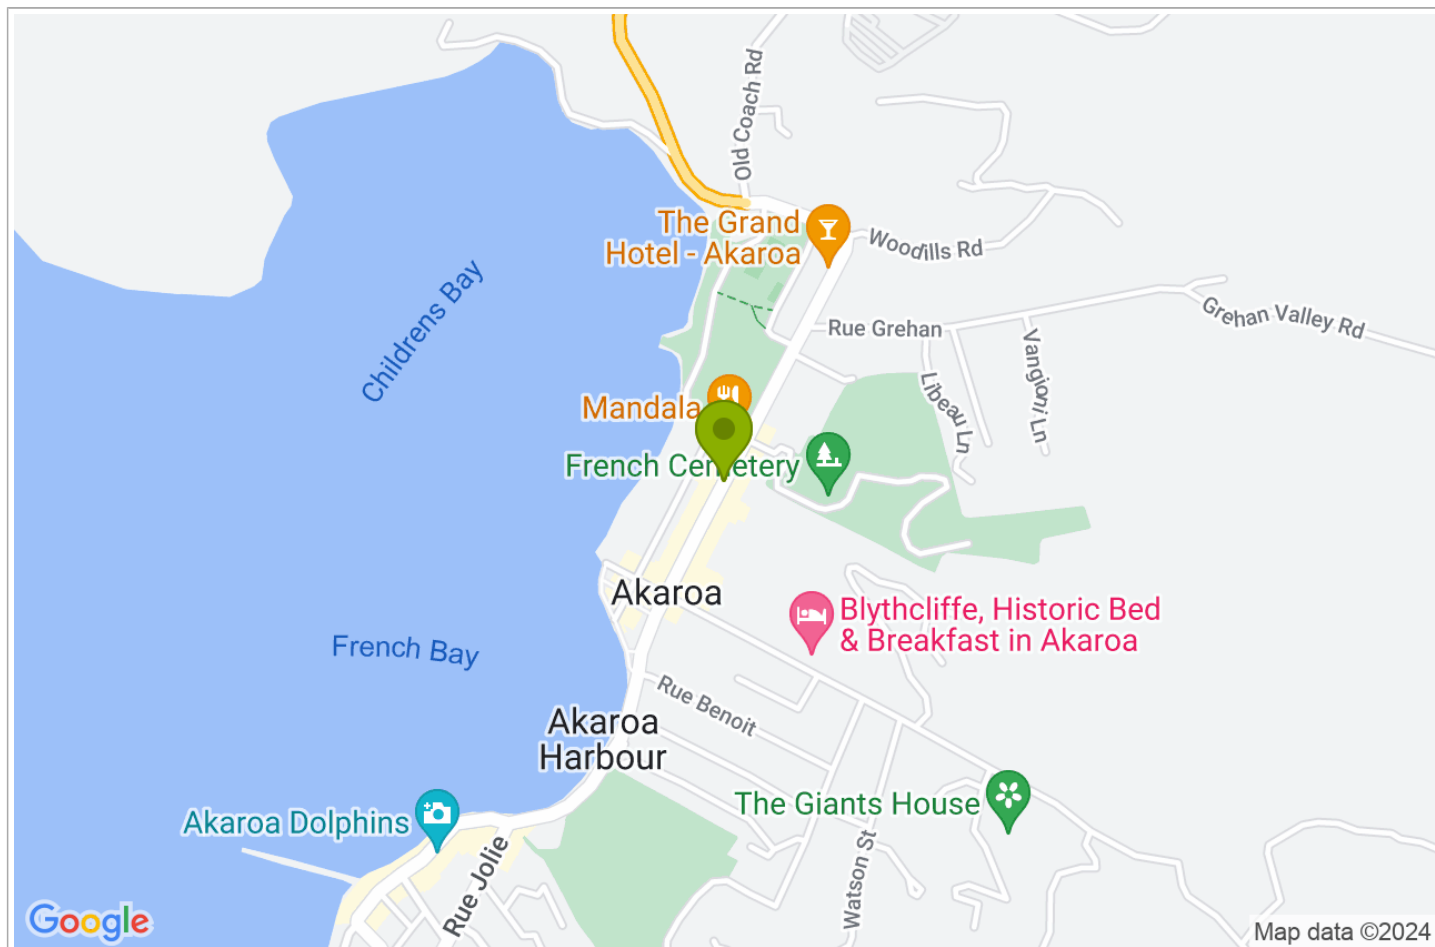 Old Coach Rd
The Grand
Hotel - Akaroa
Woodills Rd
Childrens Bay
Rue Grehan
Grehan Valley Rd
Vangioni Ln
Libeau Ln
Mandala
French Cemetery
Akaroa
Blythcliffe, Historic Bed
& Breakfast in Akaroa
French Bay
Rue Benoit
Akaroa
Harbour
The Giants House
Akaroa Dolphins
Rue Jolie
Watson St
Google
Map data ©2024